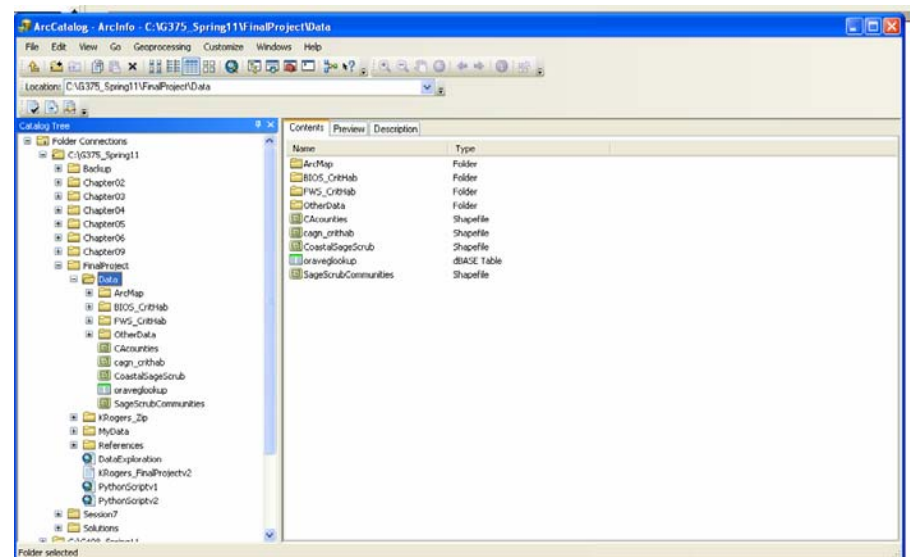 ArcCatalog - ArcInfo - C:\G375_Spring11\FinalProject\Data
File Edit View Go Geoprocessing Customize Windows Help
Location: C:\G375_Spring11\FinalProject\Data
Catalog Tree
Folder Connections
C:\G375_Spring11
Backup
Chapter02
Chapter03
Chapter04
Chapter05
Chapter06
Chapter09
FinalProject
Data
ArcMap
BIOS_CritHab
FWS_CritHab
OtherData
CAcounties
cagn_crithab
CoastalSageScrub
oraveglookup
SageScrubCommunities
KRogers_Zip
MyData
References
DataExploration
KRogers_FinalProjectv2
PythonScriptv1
PythonScriptv2
Session7
Solutions
Contents Preview Description
Name Type
ArcMap Folder
BIOS_CritHab Folder
FWS_CritHab Folder
OtherData Folder
CAcounties Shapefile
cagn_crithab Shapefile
CoastalSageScrub Shapefile
oraveglookup dBASE Table
SageScrubCommunities Shapefile
Folder selected